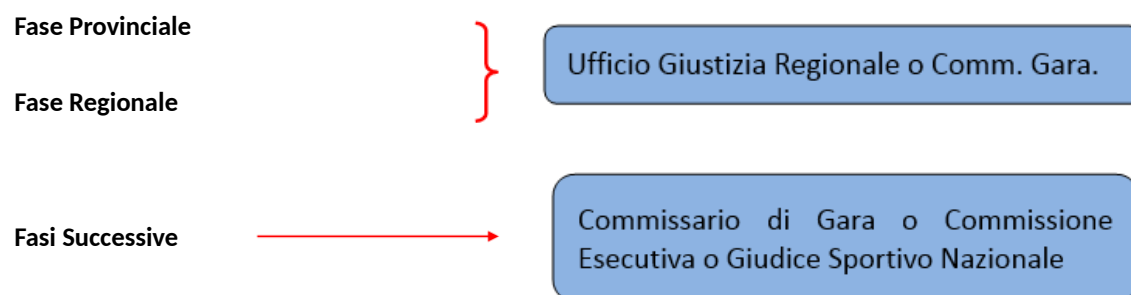 Fase Provinciale
Ufficio Giustizia Regionale o Comm. Gara.
Fase Regionale
Commissario di Gara o Commissione
Fasi Successive
Esecutiva o Giudice Sportivo Nazionale